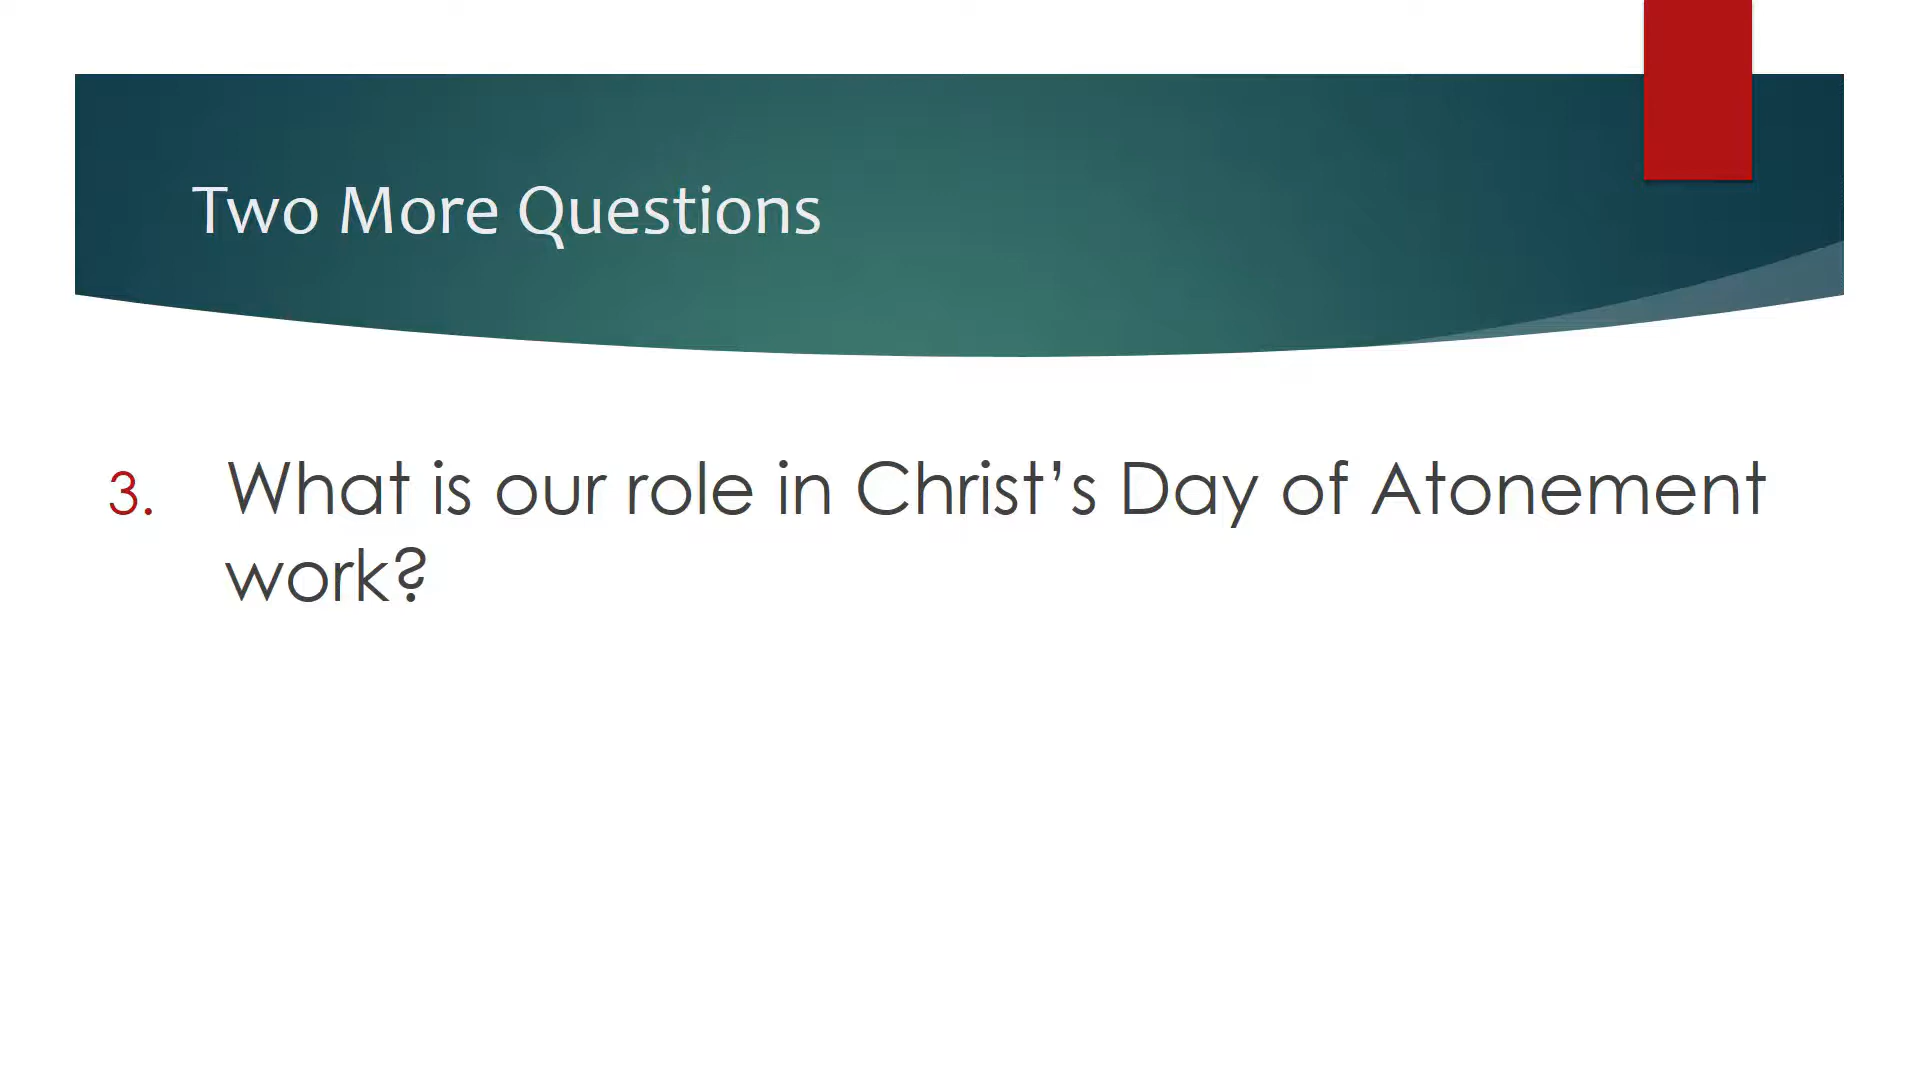 Two More Questions
3. What is our role in Christ’s Day of Atonement
work?